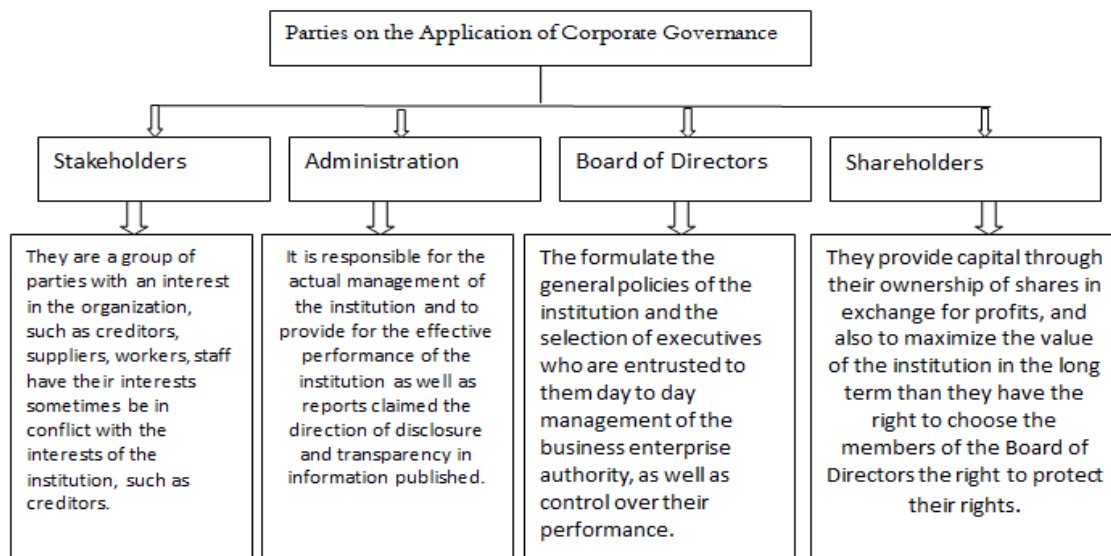 Parties on the Application of Corporate Governance
Stakeholders
Administration
Board of Directors
Shareholders
They are a group of
parties with an interest
in the organization,
such as creditors,
suppliers, workers, staff
have their interests
sometimes be in
conflict with the
interests of the
institution, such as
creditors.
It is responsible for the
actual management of
the institution and to
provide for the effective
performance of the
institution as well as
reports claimed the
direction of disclosure
and transparency in
information published.
The formulate the
general policies of the
institution and the
selection of executives
who are entrusted to
them day to day
management of the
business enterprise
authority, as well as
control over their
performance.
They provide capital through
their ownership of shares in
exchange for profits, and
also to maximize the value
of the institution in the long
term than they have the
right to choose the
members of the Board of
Directors the right to protect
their rights.